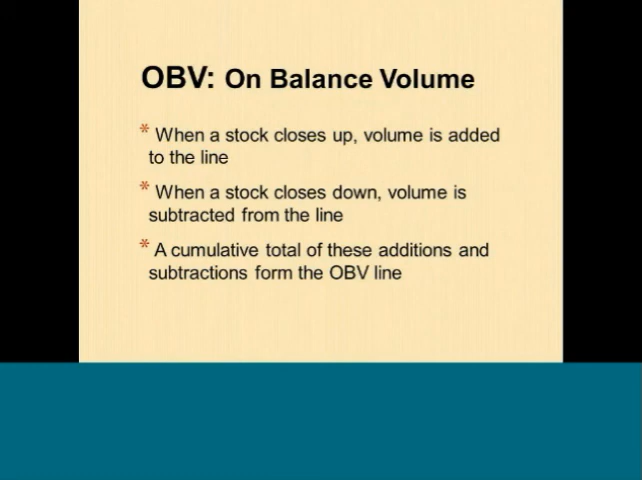 OBV: On Balance Volume
* When a stock closes up, volume is added
to the line
* When a stock closes down, volume is
subtracted from the line
* A cumulative total of these additions and
subtractions form the OBV line